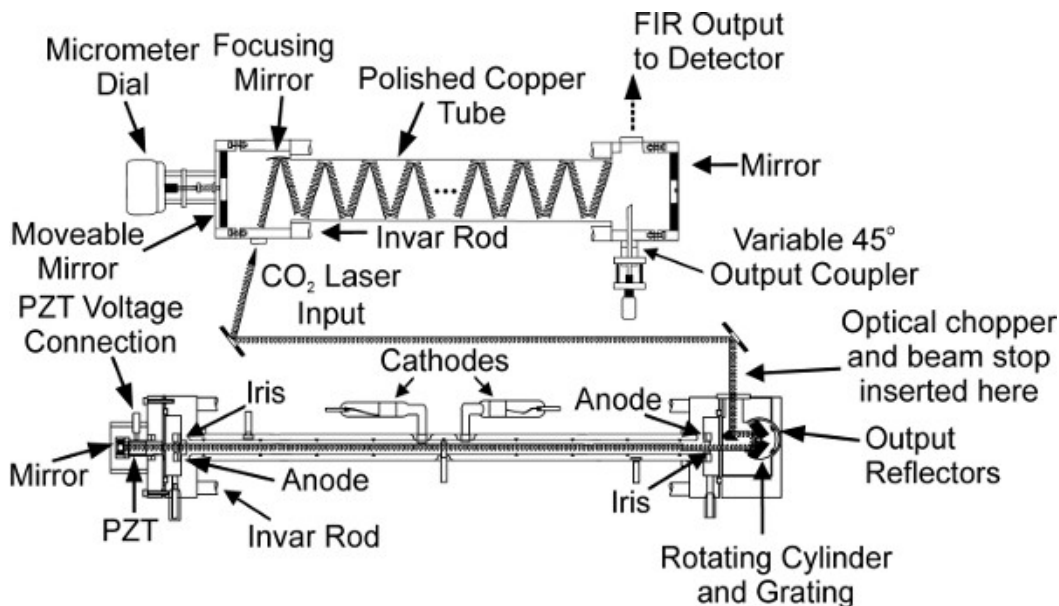 Micrometer
Dial
Focusing
Mirror
Polished Copper
Tube
FIR Output
to Detector
Mirror
Moveable
Mirror
Invar Rod
Variable 45°
Output Coupler
CO₂ Laser
Input
PZT Voltage
Connection
Optical chopper
and beam stop
inserted here
Cathodes
Iris
Anode
Output
Reflectors
Mirror
Anode
Iris
PZT
Invar Rod
Rotating Cylinder
and Grating